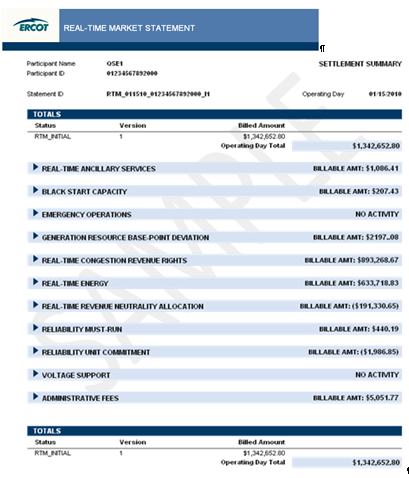 ERCOT REAL-TIME MARKET STATEMENT
¶
Participant Name QSE1 SETTLEMENT SUMMARY
Participant ID 01234567892000
Statement ID RTM_011510_01234567892000_I1 Operating Day 01-15-2010
TOTALS
Status Version Billed Amount
RTM_INITIAL 1 $1,342,652.80
Operating Day Total $1,342,652.80
REAL-TIME ANCILLARY SERVICES BILLABLE AMT: $1,086.41
BLACK START CAPACITY BILLABLE AMT: $207.43
EMERGENCY OPERATIONS NO ACTIVITY
GENERATION RESOURCE BASE-POINT DEVIATION BILLABLE AMT: $2197..08
REAL-TIME CONGESTION REVENUE RIGHTS BILLABLE AMT: $893,268.67
REAL-TIME ENERGY BILLABLE AMT: $633,718.83
REAL-TIME REVENUE NEUTRALITY ALLOCATION BILLABLE AMT: ($191,330.65)
RELIABILITY MUST-RUN BILLABLE AMT: $440.19
RELIABILITY UNIT COMMITMENT BILLABLE AMT: ($1,986.85)
VOLTAGE SUPPORT NO ACTIVITY
ADMINISTRATIVE FEES BILLABLE AMT: $5,051.77
SAMPLE
TOTALS
Status Version Billed Amount
RTM_INITIAL 1 $1,342,652.80
Operating Day Total $1,342,652.80
¶